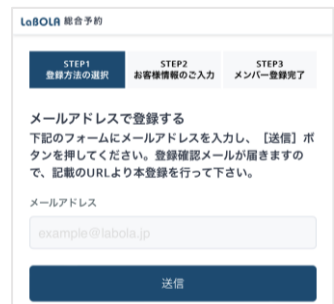 LaBOLA 総合予約
STEP1 STEP2 STEP3
登録方法の選択 お客様情報のご入力 メンバー登録完了
メールアドレスで登録する
下記のフォームにメールアドレスを入力し、［送信］ボ
タンを押してください。登録確認メールが届きますの
で、記載のURLより本登録を行って下さい。
メールアドレス
example@labola.jp
送信